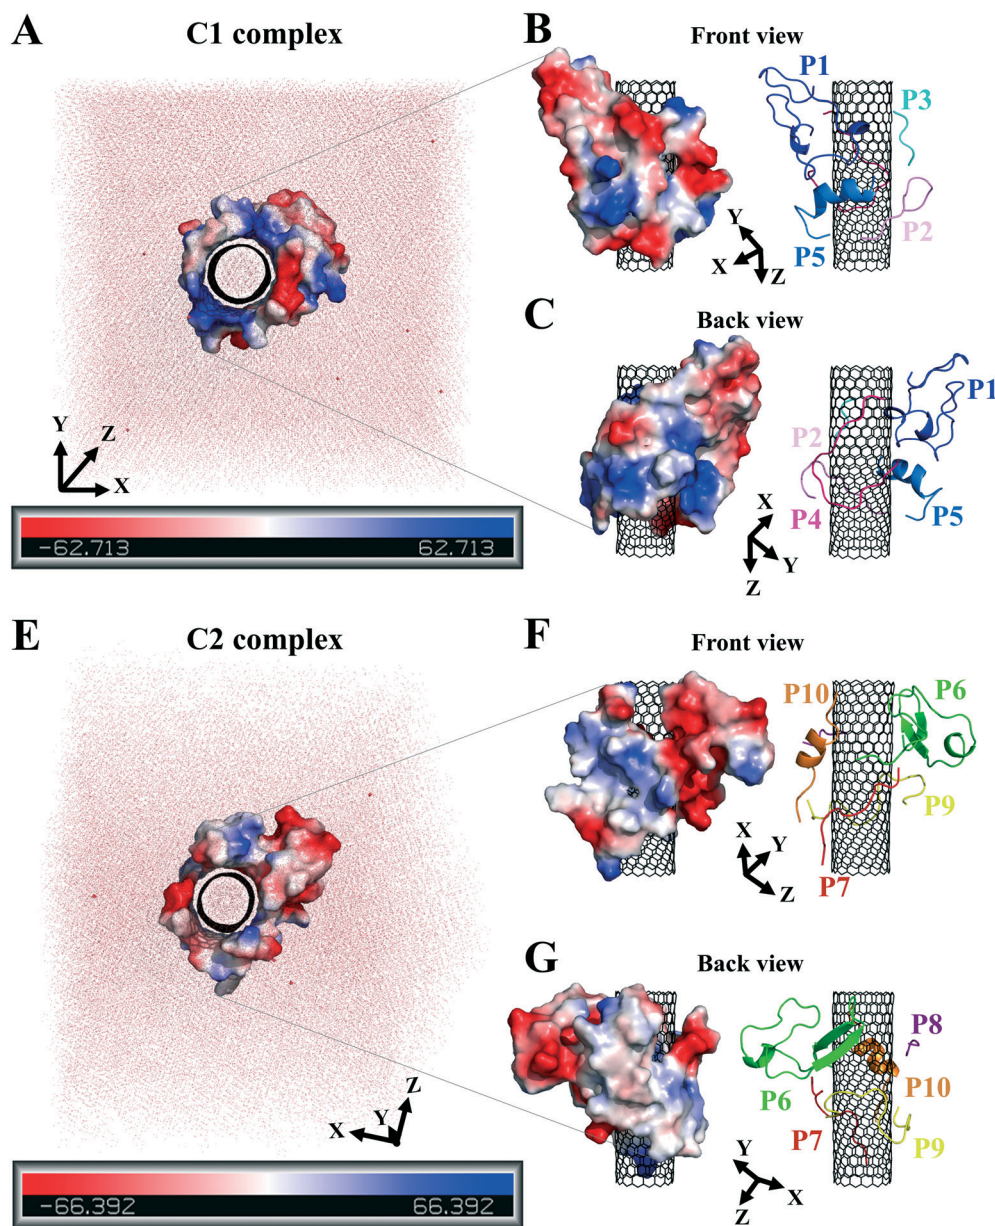 A
C1 complex
Y
Z
X
-62.713
62.713
B
Front view
P1
P3
P2
P5
Y
X
Z
C
Back view
P1
P2
P4
P5
X
Y
Z
E
C2 complex
Z
Y
X
-66.392
66.392
F
Front view
P10
P6
P9
P7
X
Y
Z
G
Back view
P8
P10
P6
P7
P9
Y
X
Z